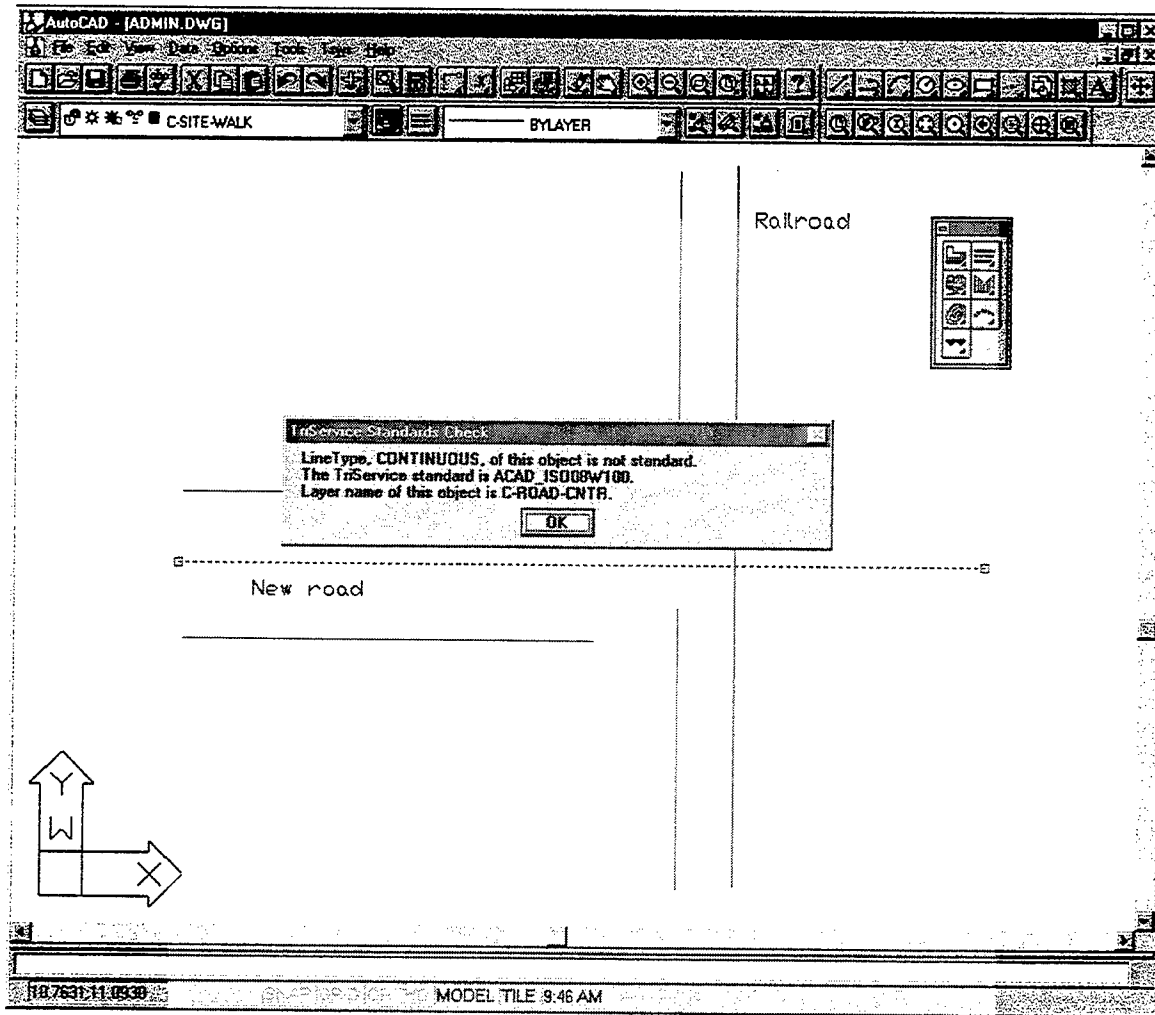 AutoCAD - [ADMIN.DWG]
File Edit View Data Options Tools Help
C-SITE-WALK
BYLAYER
Railroad
TriService Standards Check
LineType, CONTINUOUS, of this object is not standard.
The TriService standard is ACAD_ISO08W100.
Layer name of this object is C-ROAD-CNTR.
OK
New road
Y
W
X
MODEL TILE 9:46 AM